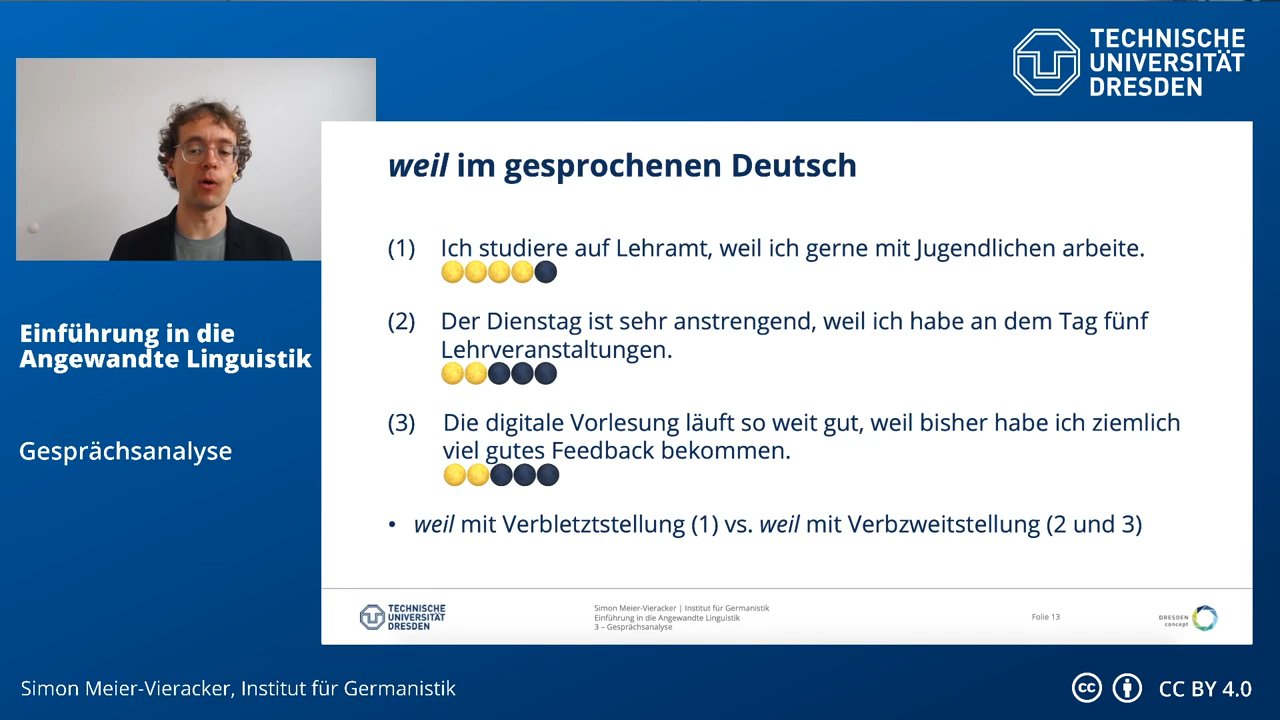 TECHNISCHE
UNIVERSITÄT
DRESDEN
weil im gesprochenen Deutsch
(1) Ich studiere auf Lehramt, weil ich gerne mit Jugendlichen arbeite.
(2) Der Dienstag ist sehr anstrengend, weil ich habe an dem Tag fünf
Lehrveranstaltungen.
(3) Die digitale Vorlesung läuft so weit gut, weil bisher habe ich ziemlich
viel gutes Feedback bekommen.
• weil mit Verbletztstellung (1) vs. weil mit Verbzweitstellung (2 und 3)
Einführung in die
Angewandte Linguistik
Gesprächsanalyse
TECHNISCHE
UNIVERSITÄT
DRESDEN
Simon Meier-Vieracker | Institut für Germanistik
Einführung in die Angewandte Linguistik
3 – Gesprächsanalyse
Folie 13
DRESDEN
concept
Simon Meier-Vieracker, Institut für Germanistik
cc CC BY 4.0